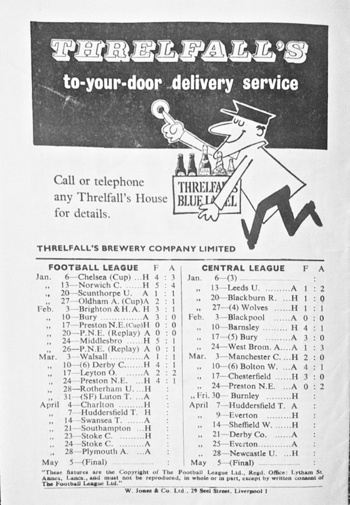 THRELFALL'S
to-your-door delivery service
Call or telephone
any Threlfall's House
for details.
THRELFALL'S
BLUE LABEL
THRELFALL'S BREWERY COMPANY LIMITED
FOOTBALL LEAGUE F A
Jan. 6—Chelsea (Cup) ...H 4 : 3
,, 13—Norwich C. ...H 5 : 4
,, 20—Scunthorpe U. A 1 : 1
,, 27—Oldham A. (Cup)A 2 : 1
Feb. 3—Brighton & H.A. H 3 : 1
,, 10—Bury ...A 3 : 0
,, 17—Preston N.E.(Cup)H 0 : 0
,, 20—P.N.E. (Replay) A 0 : 0
,, 24—Middlesbro ...H 5 : 1
,, 26—P.N.E. (Replay) A 0 : 1
Mar. 3—Walsall ...A 1 : 1
,, 10—(6) Derby C. ...H 4 : 1
,, 17—Leyton O. ...A 2 : 2
,, 24—Preston N.E. ...H 4 : 1
,, 28—Rotherham U. ...H :
,, 31—(SF) Luton T. ...A :
April 4—Charlton ...H :
,, 7—Huddersfield T. H :
,, 14—Swansea T. ...A :
,, 21—Southampton ...H :
,, 23—Stoke C. ...H :
,, 24—Stoke C. ...A :
,, 28—Plymouth A. ...A :
May 5—(Final) ... :
CENTRAL LEAGUE F A
Jan. 6—(3) ... :
,, 13—Leeds U. ...A 1 : 2
,, 20—Blackburn R. ...H 1 : 0
,, 27—(4) Wolves ...H 1 : 1
Feb. 3—Blackpool ...A 0 : 0
,, 10—Barnsley ...H 4 : 1
,, 17—(5) Bury ...A 3 : 0
,, 24—West Brom. A. ...A 1 : 3
Mar. 3—Manchester C. ...H 2 : 0
,, 10—(6) Bolton W. ...A 4 : 1
,, 17—Chesterfield ...H 3 : 0
,, 24—Preston N.E. ...A 0 : 2
,, Fri. 30—Burnley ...H :
April 7—Huddersfield T. A :
,, 9—Everton ...H :
,, 14—Sheffield W. ...H :
,, 21—Derby Co. ...A :
,, 25—Everton ...A :
,, 28—Newcastle U. ...H :
May 5—(Final) ... :
"These fixtures are the Copyright of The Football League Ltd., Regd. Office: Lytham St.
Annes, Lancs., and must not be reproduced, in whole or in part, except by written consent of
The Football League Ltd."
W. Jones & Co. Ltd., 29 Seel Street, Liverpool 1